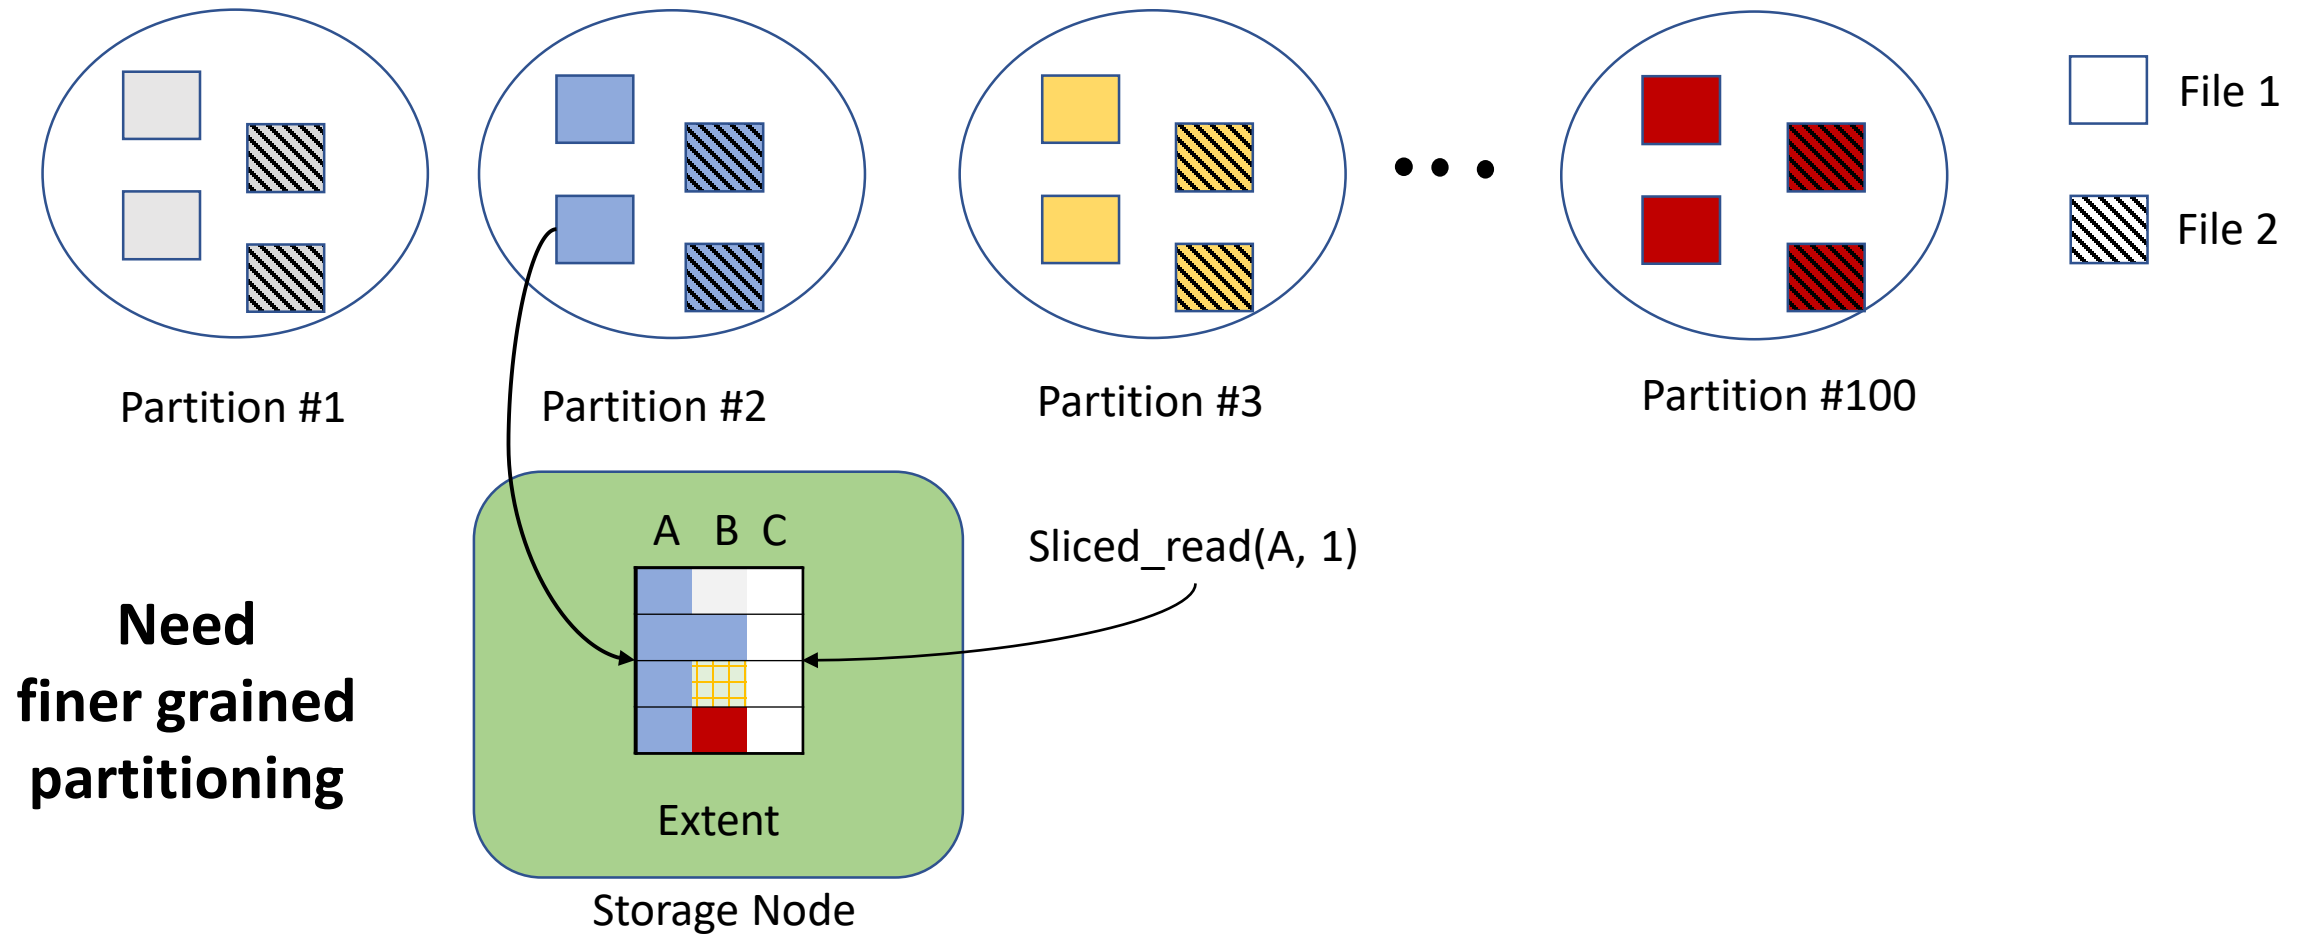 File 1
File 2
Partition #1
Partition #2
Partition #3
Partition #100
A B C
Sliced_read(A, 1)
Need
finer grained
partitioning
Extent
Storage Node